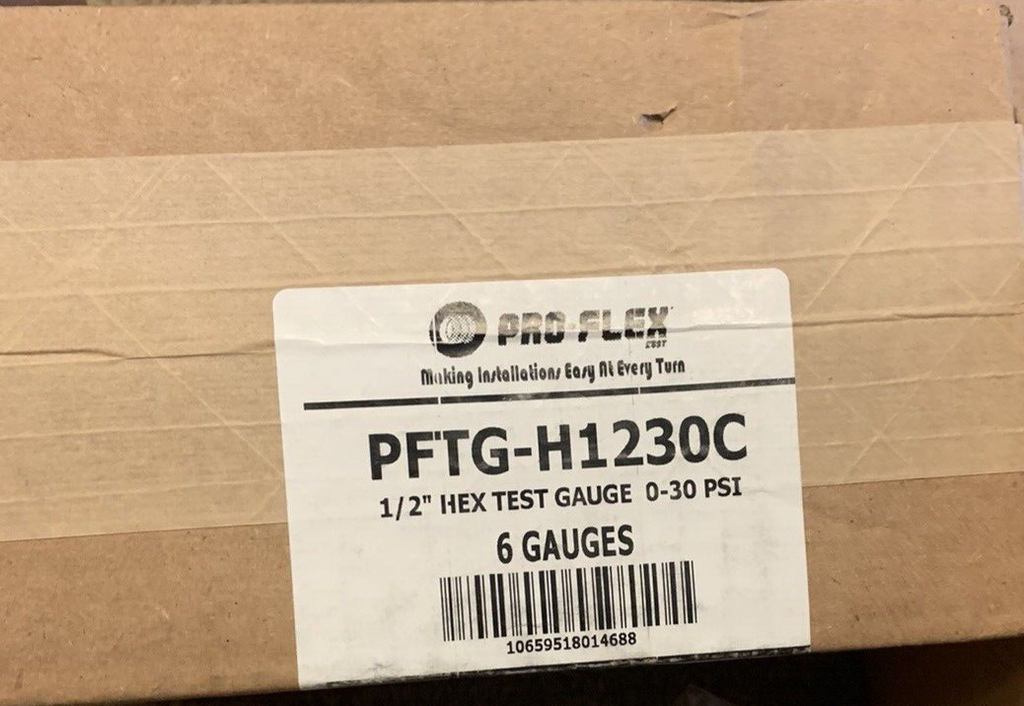 PRO-FLEX
CSST
Making Installations Easy At Every Turn
PFTG-H1230C
1/2" HEX TEST GAUGE 0-30 PSI
6 GAUGES
10659518014688